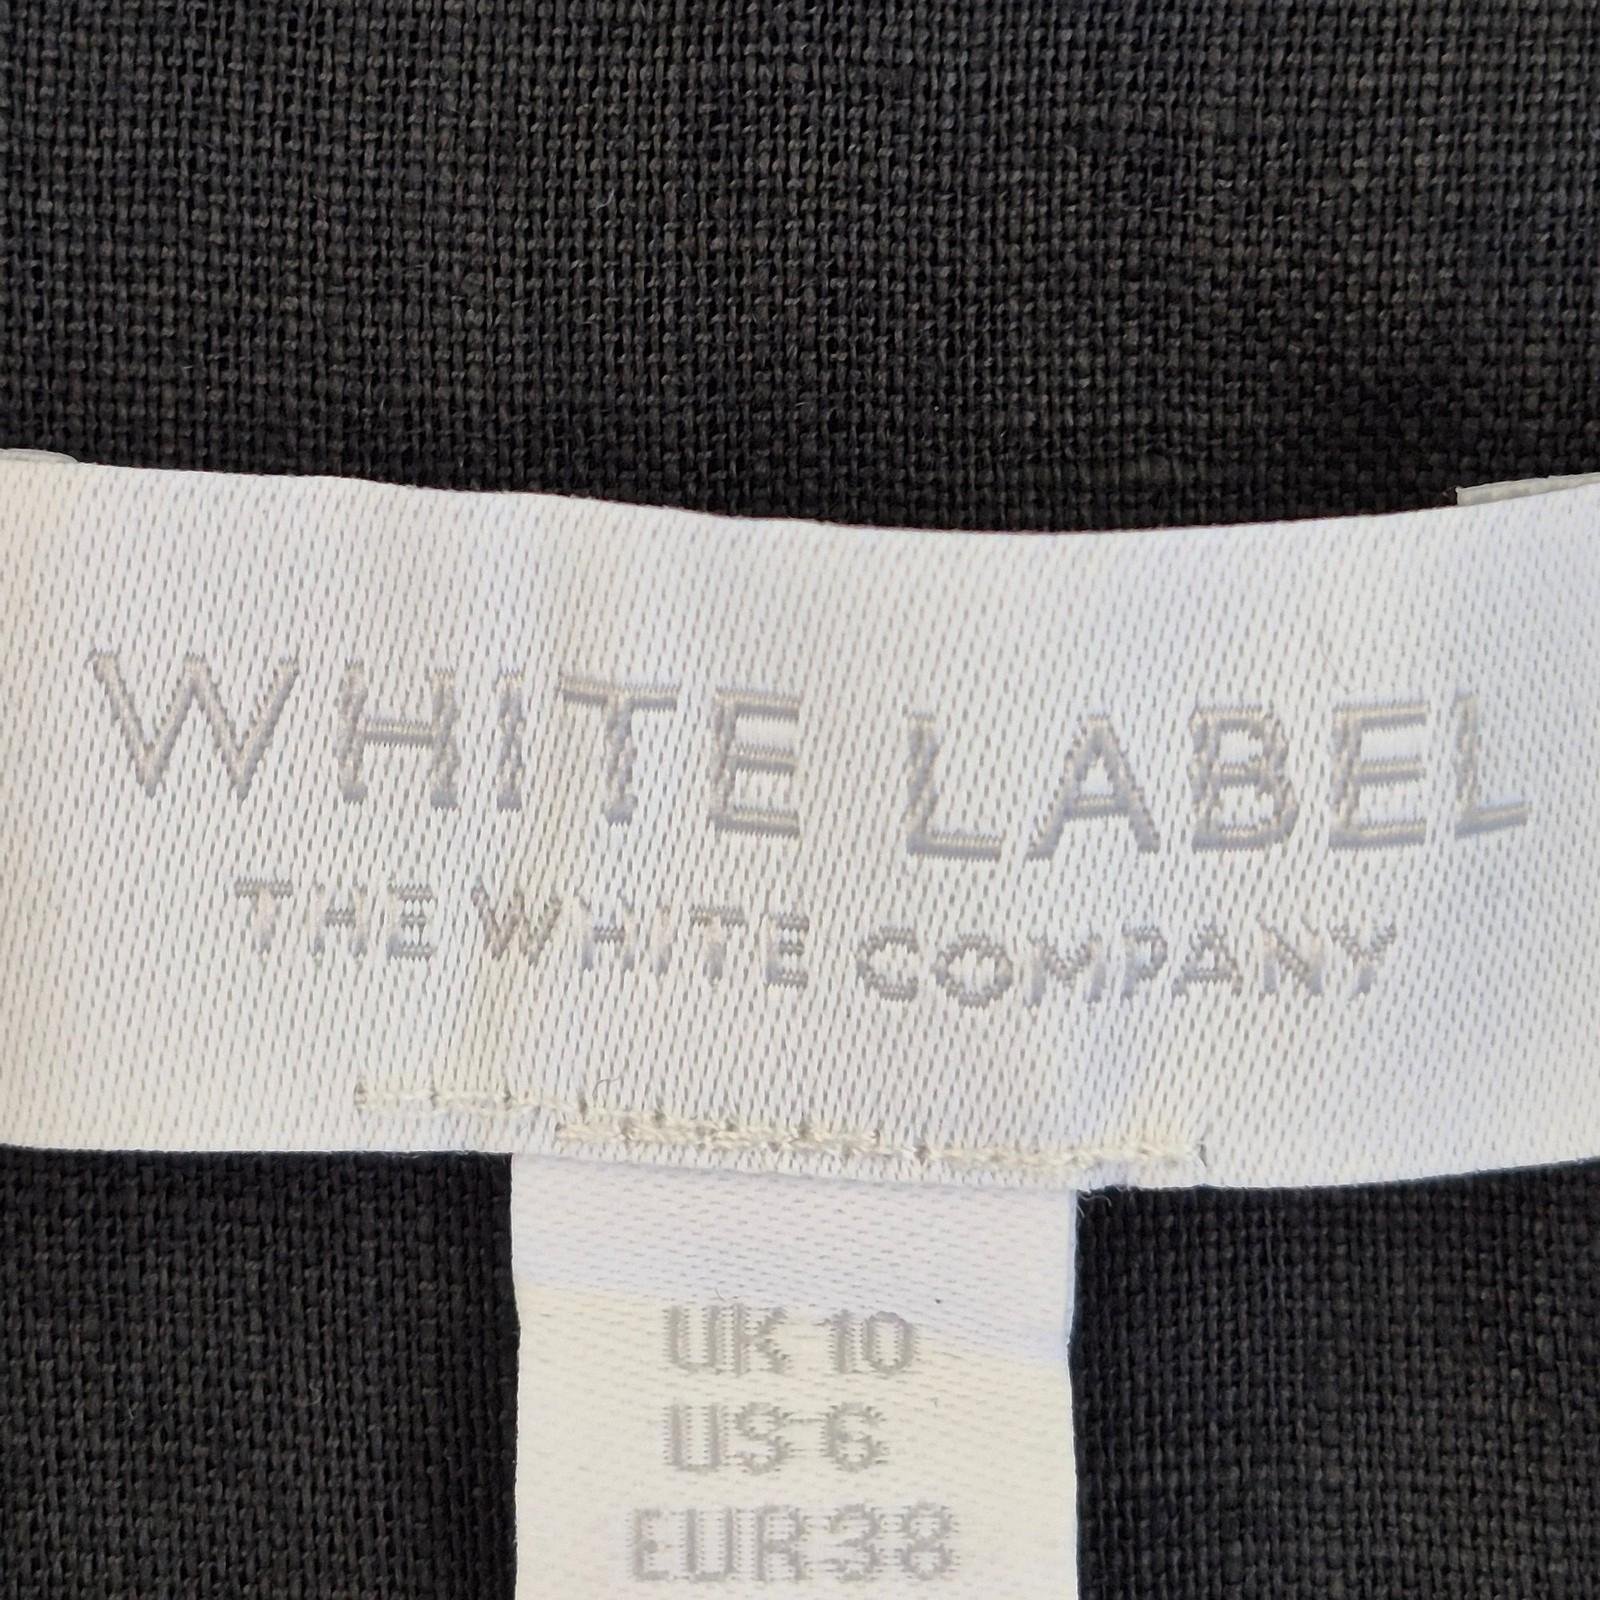 WHITE LABEL
THE WHITE COMPANY
UK 10
US 6
EUR 38